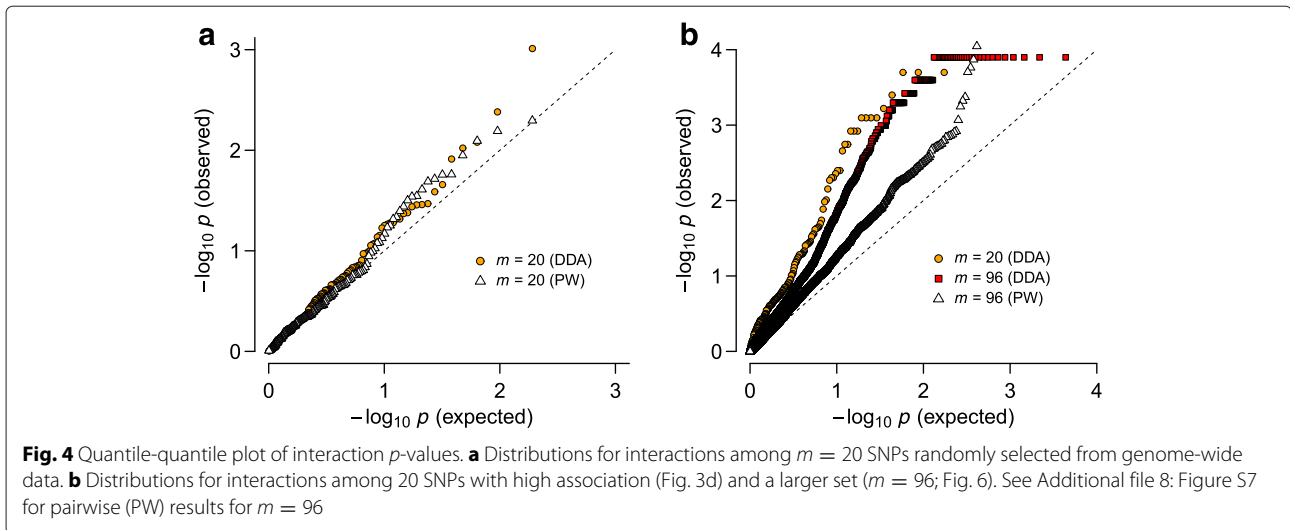 a
3
2
1
0
−log10 p (observed)
m = 20 (DDA)
m = 20 (PW)
0 1 2 3
−log10 p (expected)
b
4
3
2
1
0
−log10 p (observed)
m = 20 (DDA)
m = 96 (DDA)
m = 96 (PW)
0 1 2 3 4
−log10 p (expected)
Fig. 4 Quantile-quantile plot of interaction p-values. a Distributions for interactions among m = 20 SNPs randomly selected from genome-wide
data. b Distributions for interactions among 20 SNPs with high association (Fig. 3d) and a larger set (m = 96; Fig. 6). See Additional file 8: Figure S7
for pairwise (PW) results for m = 96